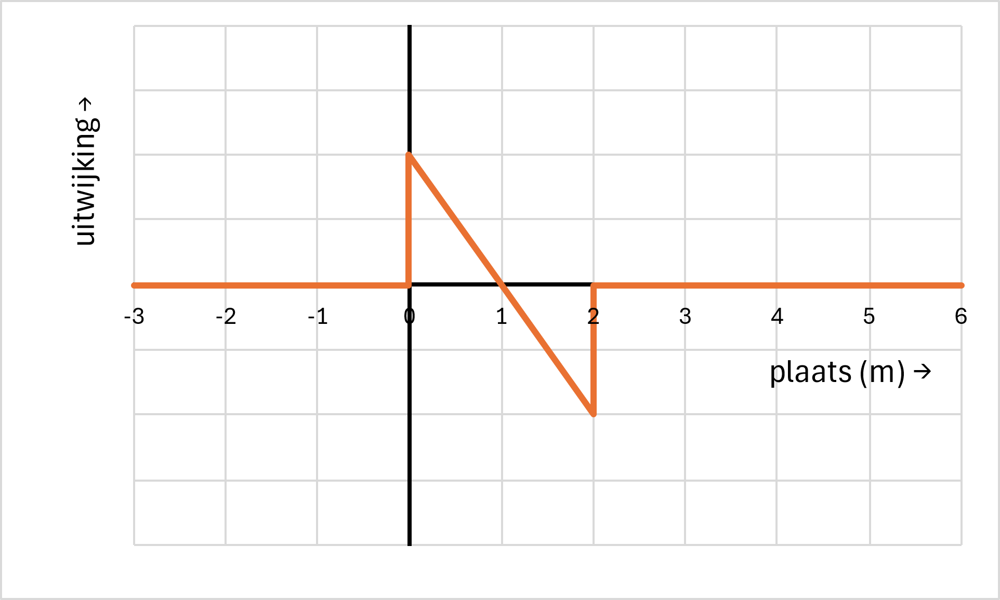 uitwijking →
-3 -2 -1 0 1 2 3 4 5 6
plaats (m) →